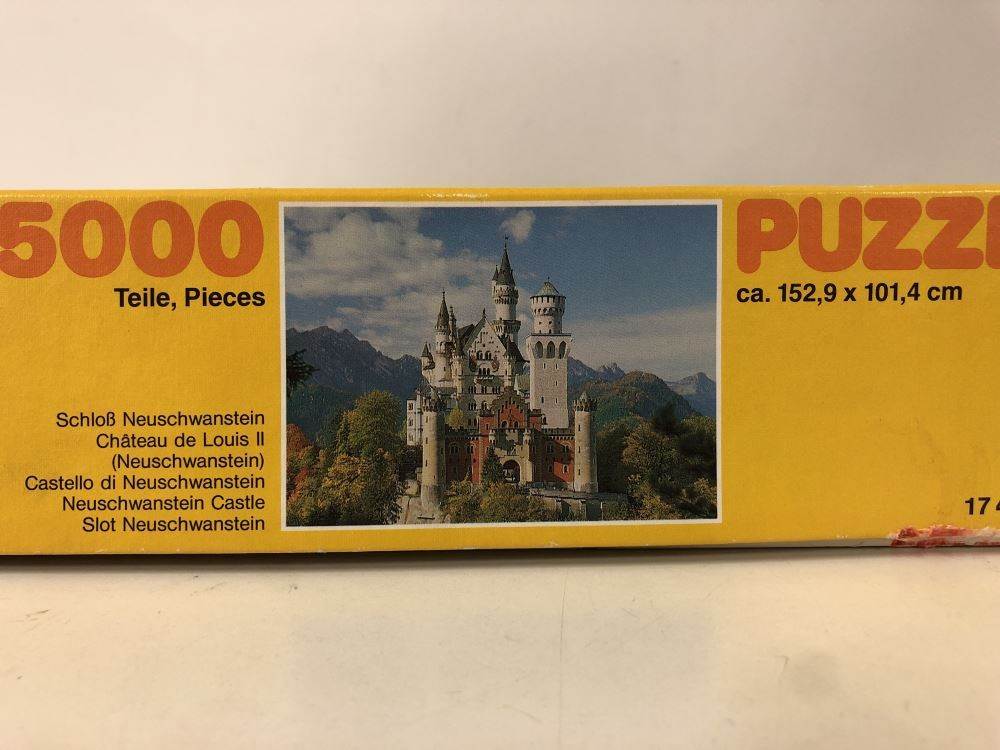 5000
Teile, Pieces
Schloß Neuschwanstein
Château de Louis II
(Neuschwanstein)
Castello di Neuschwanstein
Neuschwanstein Castle
Slot Neuschwanstein
PUZZ
ca. 152,9 x 101,4 cm
17 4